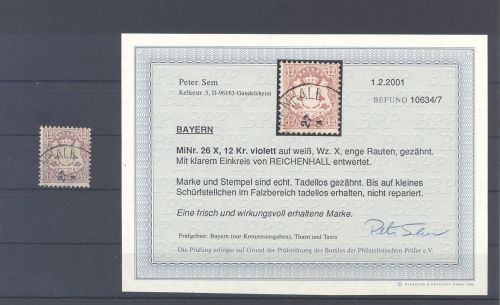 Peter Sem
Kellerstr. 3, D-96163 Gundelsheim
1.2.2001
BEFUND 10634/7
BAYERN
MiNr. 26 X, 12 Kr. violett auf weiß, Wz. X, enge Rauten, gezähnt.
Mit klarem Einkreis von REICHENHALL entwertet.
Marke und Stempel sind echt. Tadellos gezähnt. Bis auf kleines
Schürfstellchen im Falzbereich tadellos erhalten, nicht repariert.
Eine frisch und wirkungsvoll erhaltene Marke.
Prüfgebiet: Bayern (nur Kreuzerausgaben), Thurn und Taxis
Die Prüfung erfolgte auf Grund der Prüfordnung des Bundes der Philatelistischen Prüfer e.V.
Peter Sem